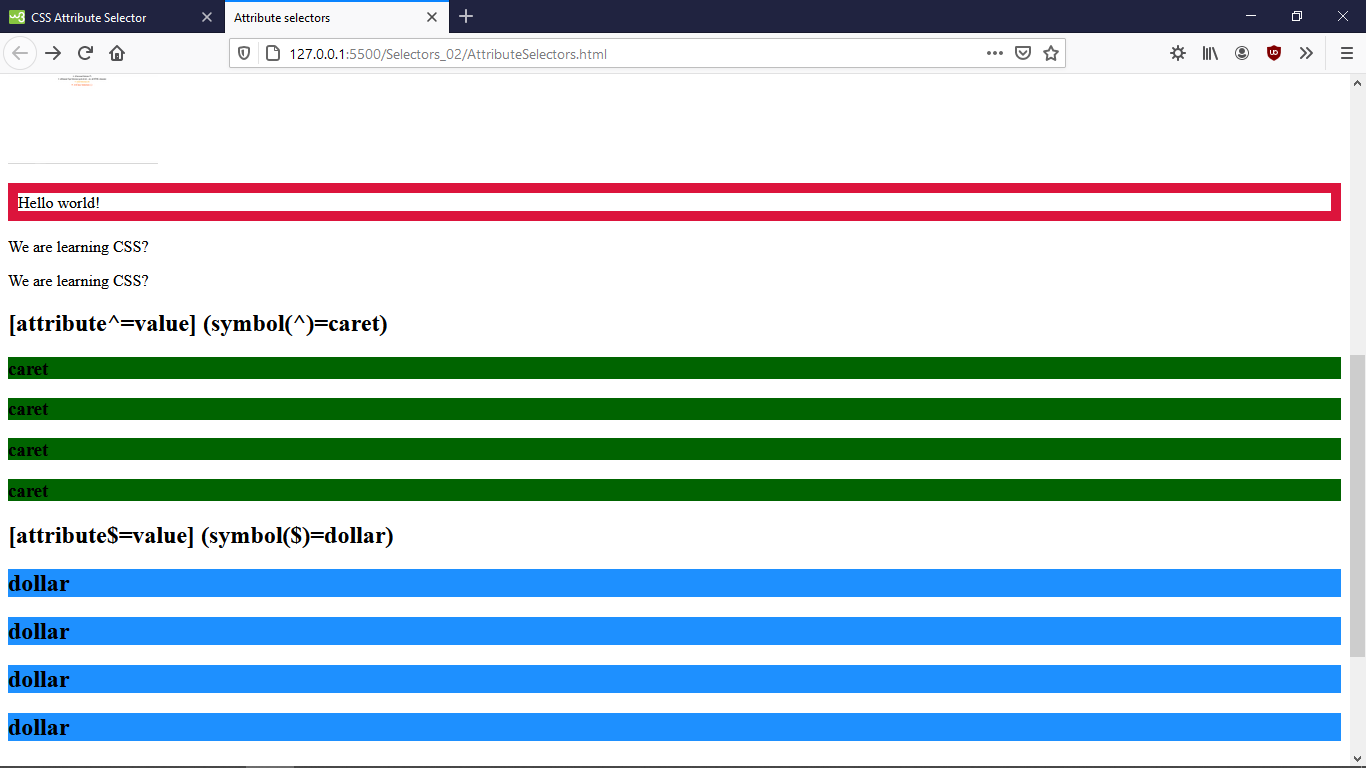 CSS Attribute Selector
Attribute selectors
127.0.0.1:5500/Selectors_02/AttributeSelectors.html
Hello world!
We are learning CSS?
We are learning CSS?
[attribute^=value] (symbol(^)=caret)
caret
caret
caret
caret
[attribute$=value] (symbol($)=dollar)
dollar
dollar
dollar
dollar